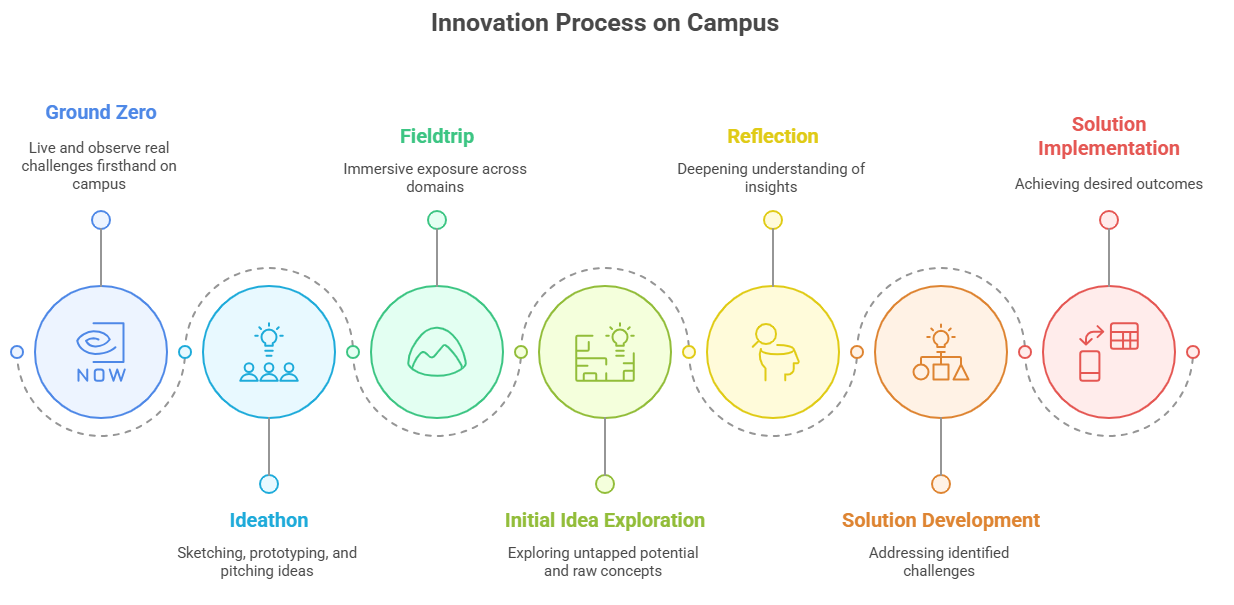 Innovation Process on Campus
Ground Zero
Live and observe real
challenges firsthand on
campus
NOW
Ideathon
Sketching, prototyping, and
pitching ideas
Fieldtrip
Immersive exposure across
domains
Initial Idea Exploration
Exploring untapped potential
and raw concepts
Reflection
Deepening understanding of
insights
Solution Development
Addressing identified
challenges
Solution
Implementation
Achieving desired outcomes